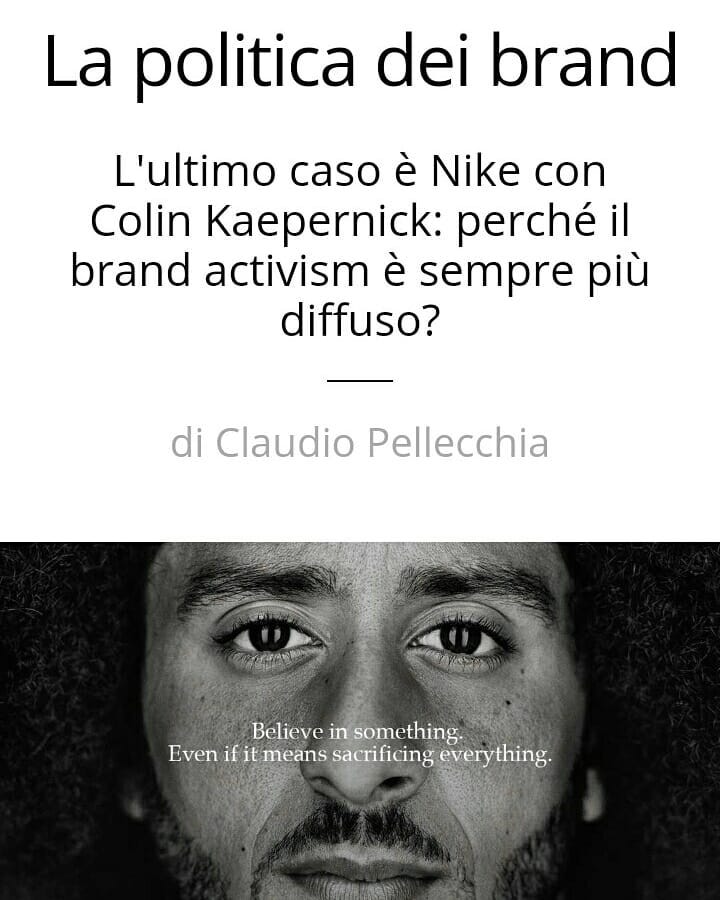 La politica dei brand
L'ultimo caso è Nike con
Colin Kaepernick: perché il
brand activism è sempre più
diffuso?
di Claudio Pellecchia
Believe in something.
Even if it means sacrificing everything.